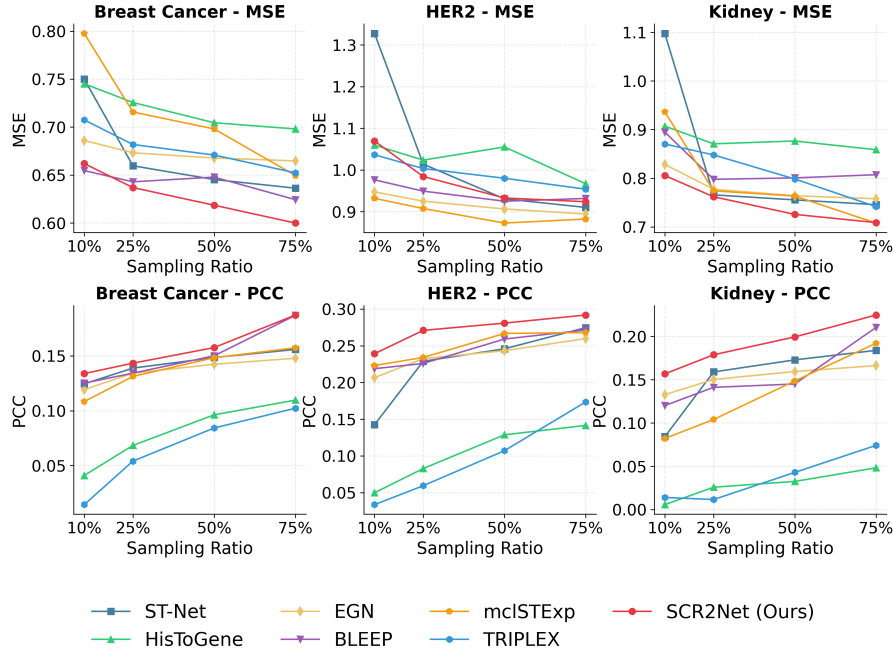 Breast Cancer - MSE
HER2 - MSE
Kidney - MSE
MSE
0.80
0.75
0.70
0.65
0.60
10% 25% 50% 75%
Sampling Ratio
MSE
1.3
1.2
1.1
1.0
0.9
10% 25% 50% 75%
Sampling Ratio
MSE
1.1
1.0
0.9
0.8
0.7
10% 25% 50% 75%
Sampling Ratio
Breast Cancer - PCC
HER2 - PCC
Kidney - PCC
PCC
0.15
0.10
0.05
10% 25% 50% 75%
Sampling Ratio
PCC
0.30
0.25
0.20
0.15
0.10
0.05
10% 25% 50% 75%
Sampling Ratio
PCC
0.20
0.15
0.10
0.05
0.00
10% 25% 50% 75%
Sampling Ratio
ST-Net EGN mclSTExp SCR2Net (Ours)
HisToGene BLEEP TRIPLEX